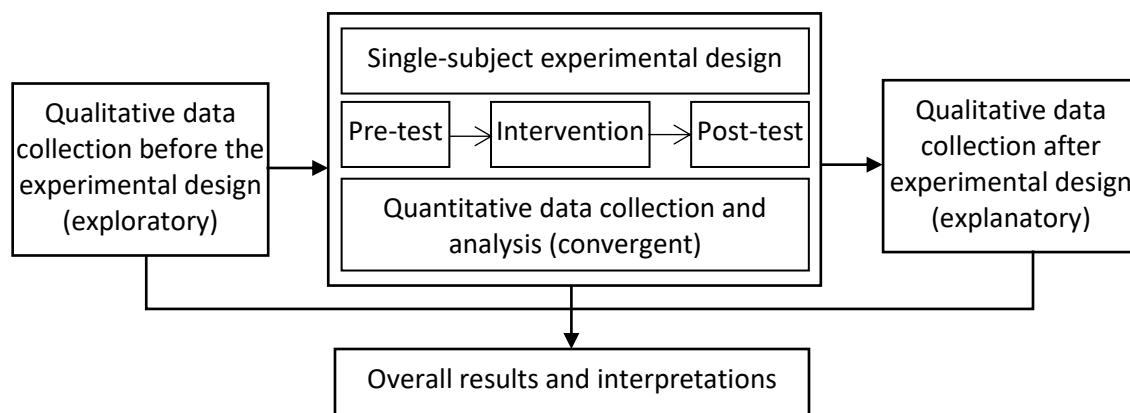 Qualitative data
collection before the
experimental design
(exploratory)
Single-subject experimental design
Pre-test
Intervention
Post-test
Quantitative data collection and
analysis (convergent)
Qualitative data
collection after
experimental design
(explanatory)
Overall results and interpretations